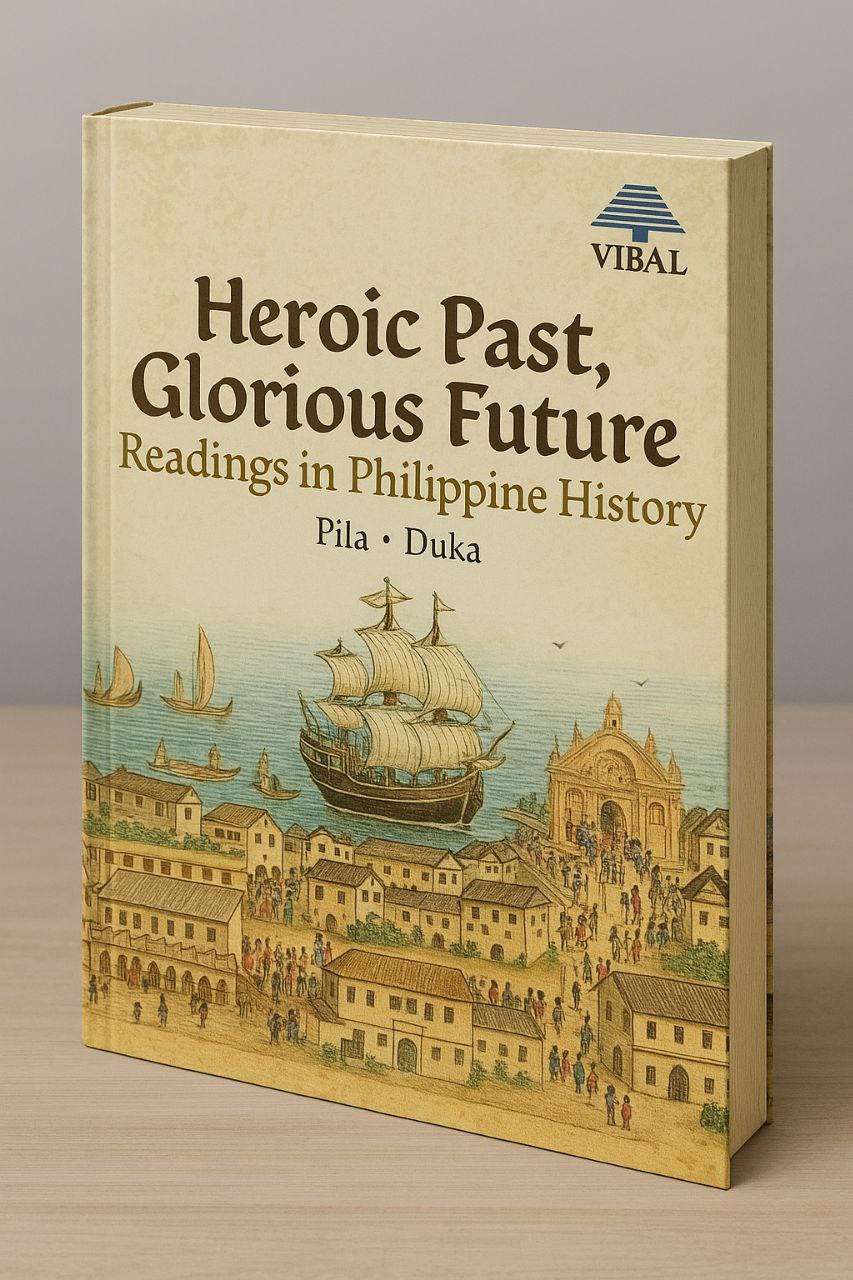 VIBAL
Heroic Past,
Glorious Future
Readings in Philippine History
Pila • Duka